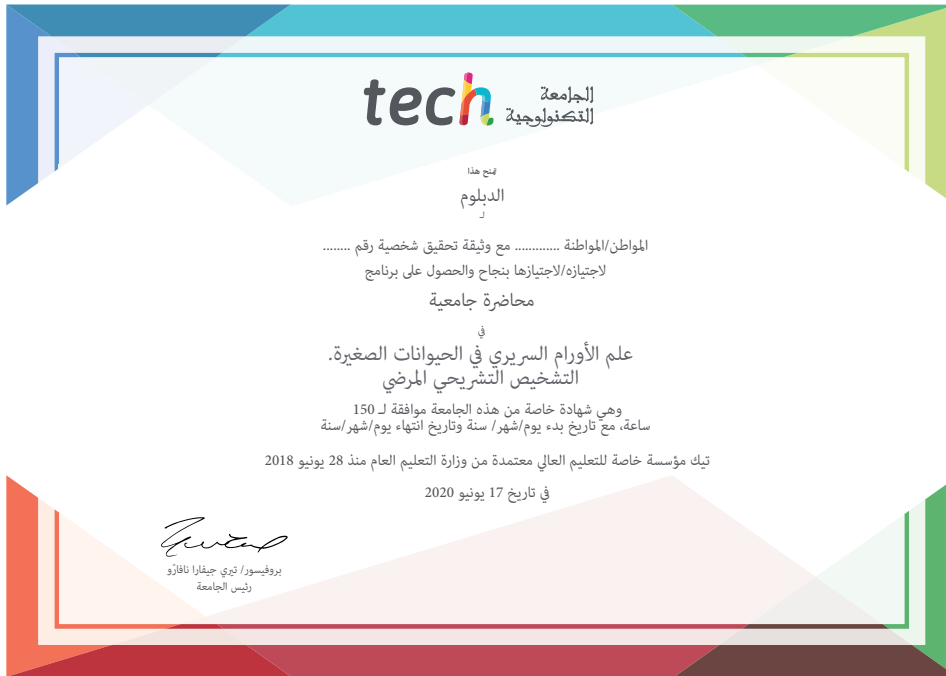 tech الجامعة
التكنولوجية
يمنح هذا
الدبلوم
لـ
المواطن/المواطنة ............ مع وثيقة تحقيق شخصية رقم ........
لاجتيازه/لاجتيازها بنجاح والحصول على برنامج
محاضرة جامعية
في
علم الأورام السريري في الحيوانات الصغيرة.
التشخيص التشريحي المرضي
وهي شهادة خاصة من هذه الجامعة موافقة لـ 150
ساعة، مع تاريخ بدء يوم/شهر/ سنة وتاريخ انتهاء يوم/شهر/سنة
تيك مؤسسة خاصة للتعليم العالي معتمدة من وزارة التعليم العام منذ 28 يونيو 2018
في تاريخ 17 يونيو 2020
بروفيسور/ تيري جيفارا نافارّو
رئيس الجامعة